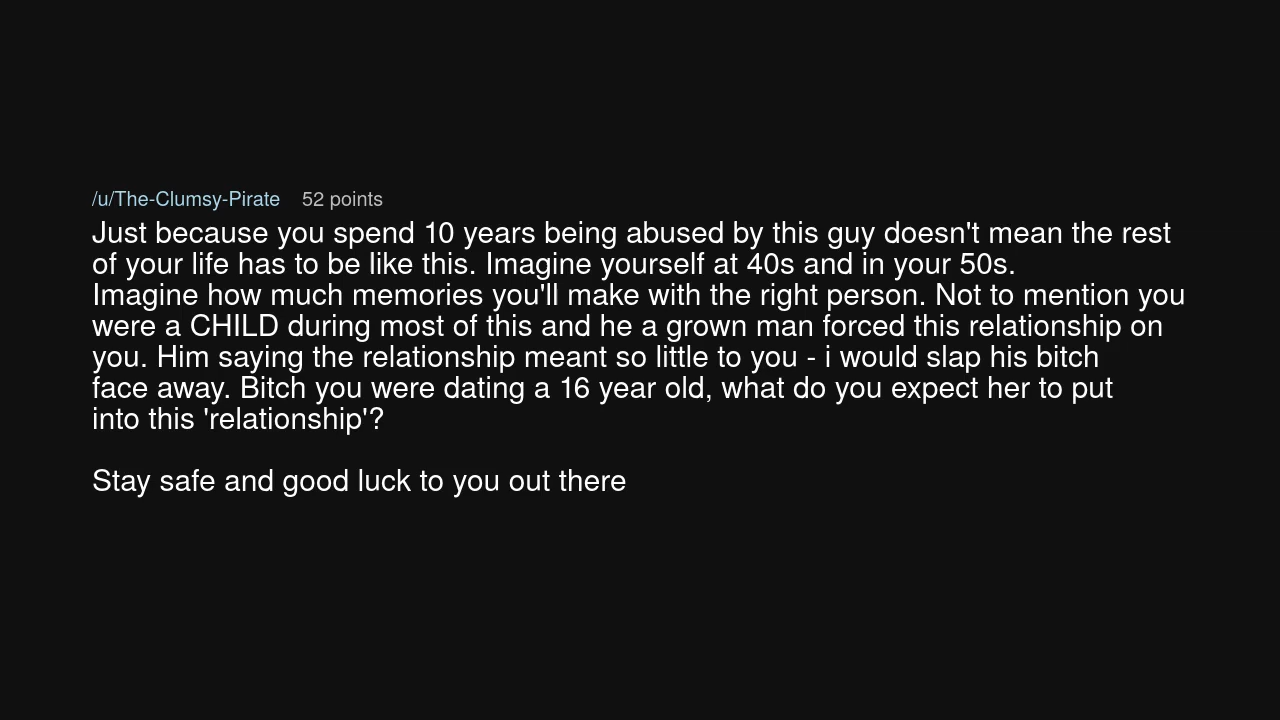 /u/The-Clumsy-Pirate 52 points
Just because you spend 10 years being abused by this guy doesn't mean the rest
of your life has to be like this. Imagine yourself at 40s and in your 50s.
Imagine how much memories you'll make with the right person. Not to mention you
were a CHILD during most of this and he a grown man forced this relationship on
you. Him saying the relationship meant so little to you - i would slap his bitch
face away. Bitch you were dating a 16 year old, what do you expect her to put
into this 'relationship'?
Stay safe and good luck to you out there